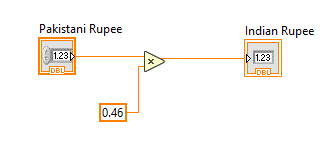 Pakistani Rupee
Indian Rupee
1.23
DBL
×
1.23
DBL
0.46